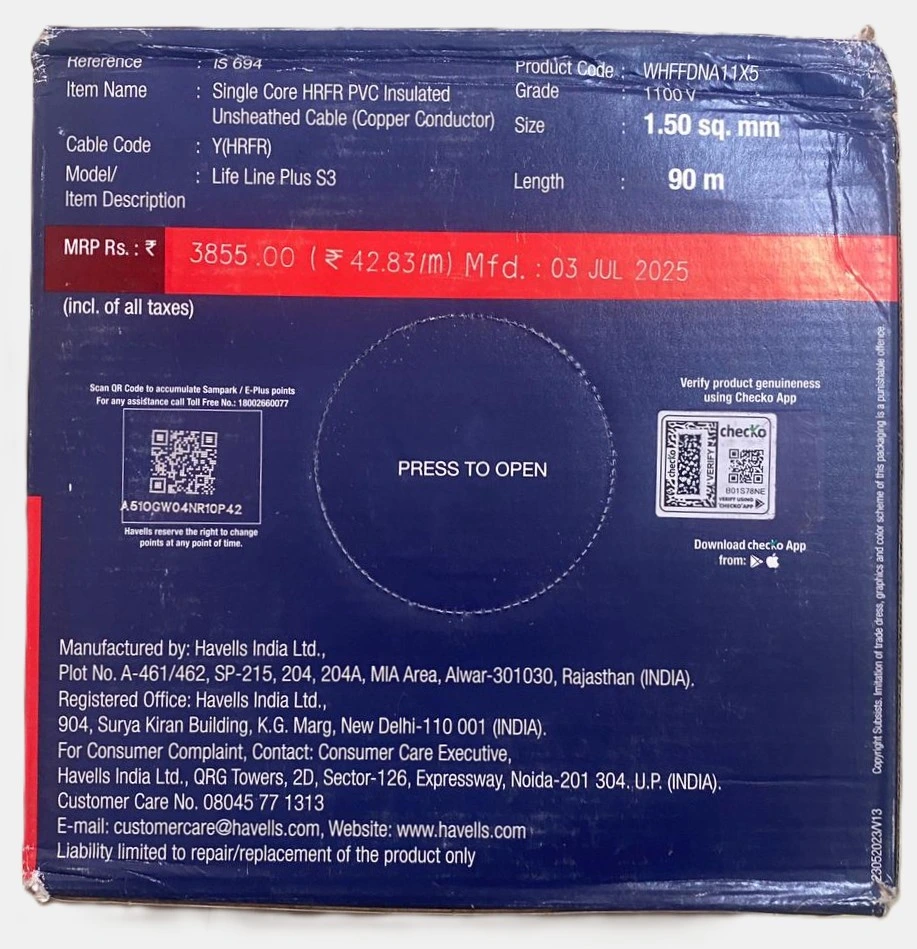 Reference : IS 694
Product Code : WHFFDNA11X5
Item Name : Single Core HRFR PVC Insulated
Unsheathed Cable (Copper Conductor)
Grade : 1100 V
Size : 1.50 sq. mm
Cable Code : Y(HRFR)
Model/
Item Description : Life Line Plus S3
Length : 90 m
MRP Rs. : ₹ 3855.00 (₹ 42.83/m) Mfd. : 03 JUL 2025
(incl. of all taxes)
Scan QR Code to accumulate Sampark / E-Plus points
For any assistance call Toll Free No.: 18002660077
A510GW04NR10P42
Havells reserve the right to change
points at any point of time.
PRESS TO OPEN
Verify product genuineness
using Checko App
checko
VERIFY
checko
B01S78NE
VERIFY USING
'CHECKO' APP
Download checko App
from:
Manufactured by: Havells India Ltd.,
Plot No. A-461/462, SP-215, 204, 204A, MIA Area, Alwar-301030, Rajasthan (INDIA).
Registered Office: Havells India Ltd.,
904, Surya Kiran Building, K.G. Marg, New Delhi-110 001 (INDIA).
For Consumer Complaint, Contact: Consumer Care Executive,
Havells India Ltd., QRG Towers, 2D, Sector-126, Expressway, Noida-201 304. U.P. (INDIA).
Customer Care No. 08045 77 1313
E-mail: customercare@havells.com, Website: www.havells.com
Liability limited to repair/replacement of the product only
Copyright Subsists. Imitation of trade dress, graphics and color scheme of this packaging is a punishable offence.
23052023/V13